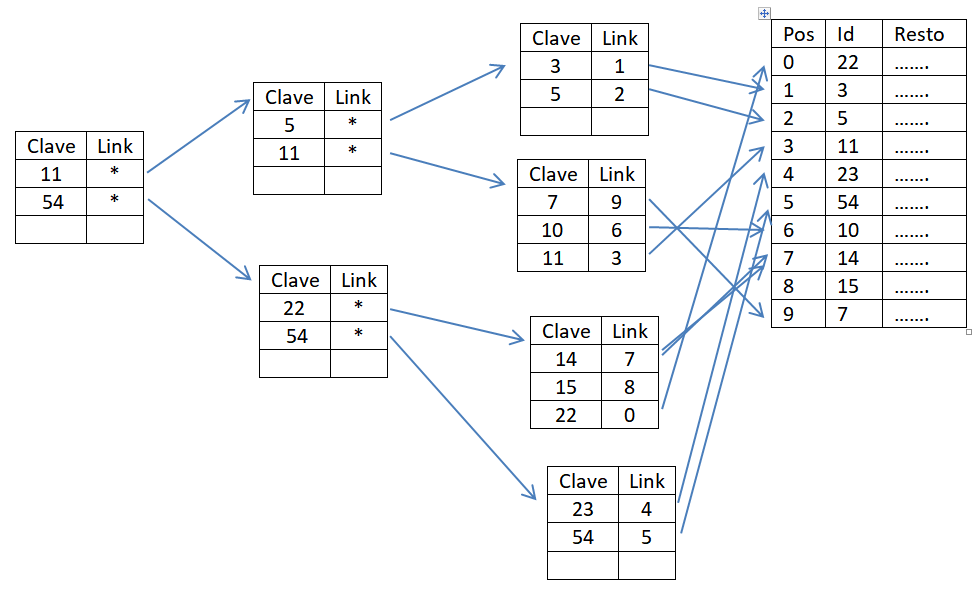 Clave Link
11 *
54 *
Clave Link
5 *
11 *
Clave Link
22 *
54 *
Clave Link
3 1
5 2
Clave Link
7 9
10 6
11 3
Clave Link
14 7
15 8
22 0
Clave Link
23 4
54 5
Pos Id Resto
0 22 .......
1 3 .......
2 5 .......
3 11 .......
4 23 .......
5 54 .......
6 10 .......
7 14 .......
8 15 .......
9 7 .......